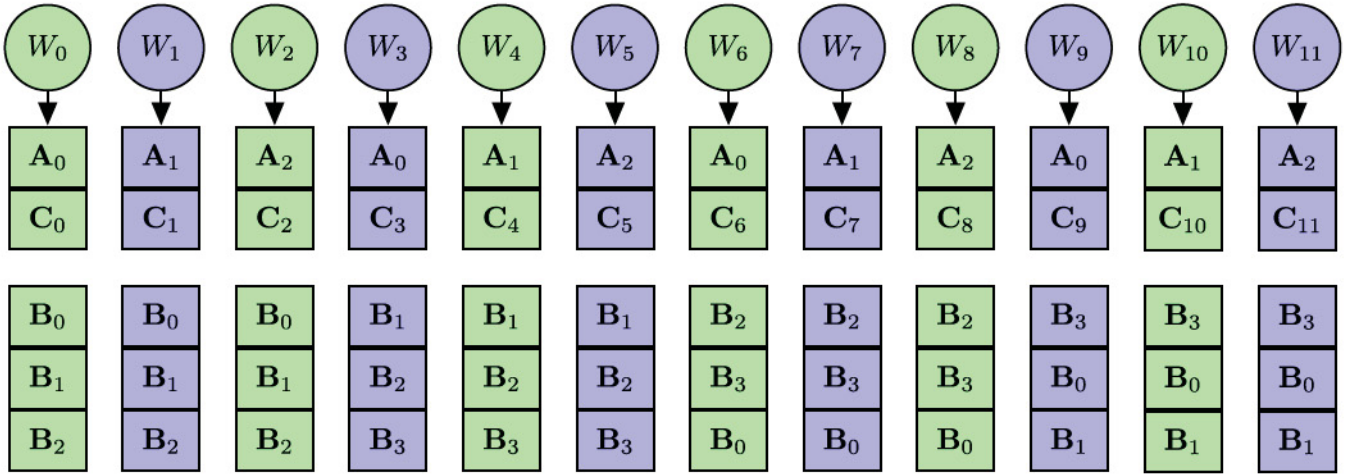 W₀ W₁ W₂ W₃ W₄ W₅ W₆ W₇ W₈ W₉ W₁₀ W₁₁
A₀ A₁ A₂ A₀ A₁ A₂ A₀ A₁ A₂ A₀ A₁ A₂
C₀ C₁ C₂ C₃ C₄ C₅ C₆ C₇ C₈ C₉ C₁₀ C₁₁
B₀ B₀ B₀ B₁ B₁ B₁ B₂ B₂ B₂ B₃ B₃ B₃
B₁ B₁ B₁ B₂ B₂ B₂ B₃ B₃ B₃ B₀ B₀ B₀
B₂ B₂ B₂ B₃ B₃ B₃ B₀ B₀ B₀ B₁ B₁ B₁